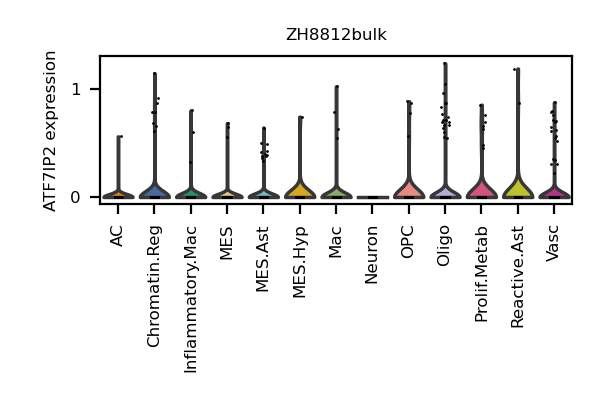 ZH8812bulk
ATF7IP2 expression
1
0
AC
Chromatin.Reg
Inflammatory.Mac
MES
MES.Ast
MES.Hyp
Mac
Neuron
OPC
Oligo
Prolif.Metab
Reactive.Ast
Vasc